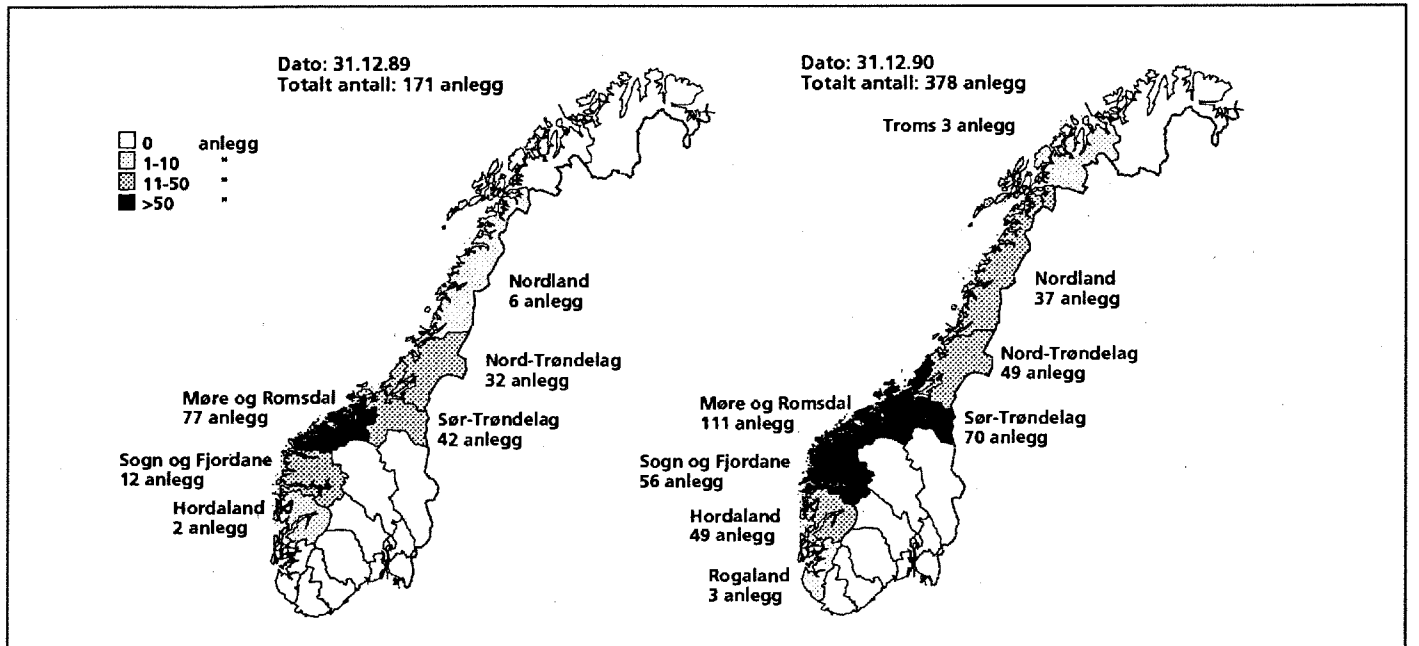 Dato: 31.12.89
Totalt antall: 171 anlegg
0 anlegg
1-10 "
11-50 "
>50 "
Nordland
6 anlegg
Nord-Trøndelag
32 anlegg
Møre og Romsdal
77 anlegg
Sør-Trøndelag
42 anlegg
Sogn og Fjordane
12 anlegg
Hordaland
2 anlegg
Dato: 31.12.90
Totalt antall: 378 anlegg
Troms 3 anlegg
Nordland
37 anlegg
Nord-Trøndelag
49 anlegg
Møre og Romsdal
111 anlegg
Sør-Trøndelag
70 anlegg
Sogn og Fjordane
56 anlegg
Hordaland
49 anlegg
Rogaland
3 anlegg